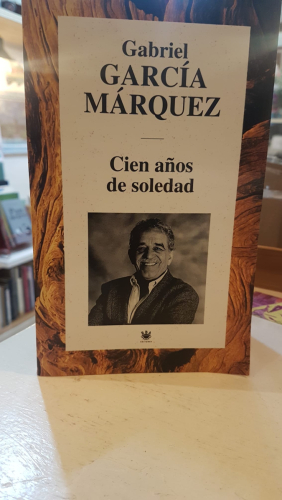 Gabriel
GARCÍA
MÁRQUEZ
Cien años
de soledad